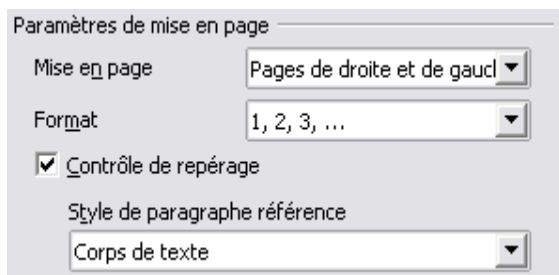 Paramètres de mise en page
Mise en page Pages de droite et de gaucl
Format 1, 2, 3, ...
Contrôle de repérage
Style de paragraphe référence
Corps de texte